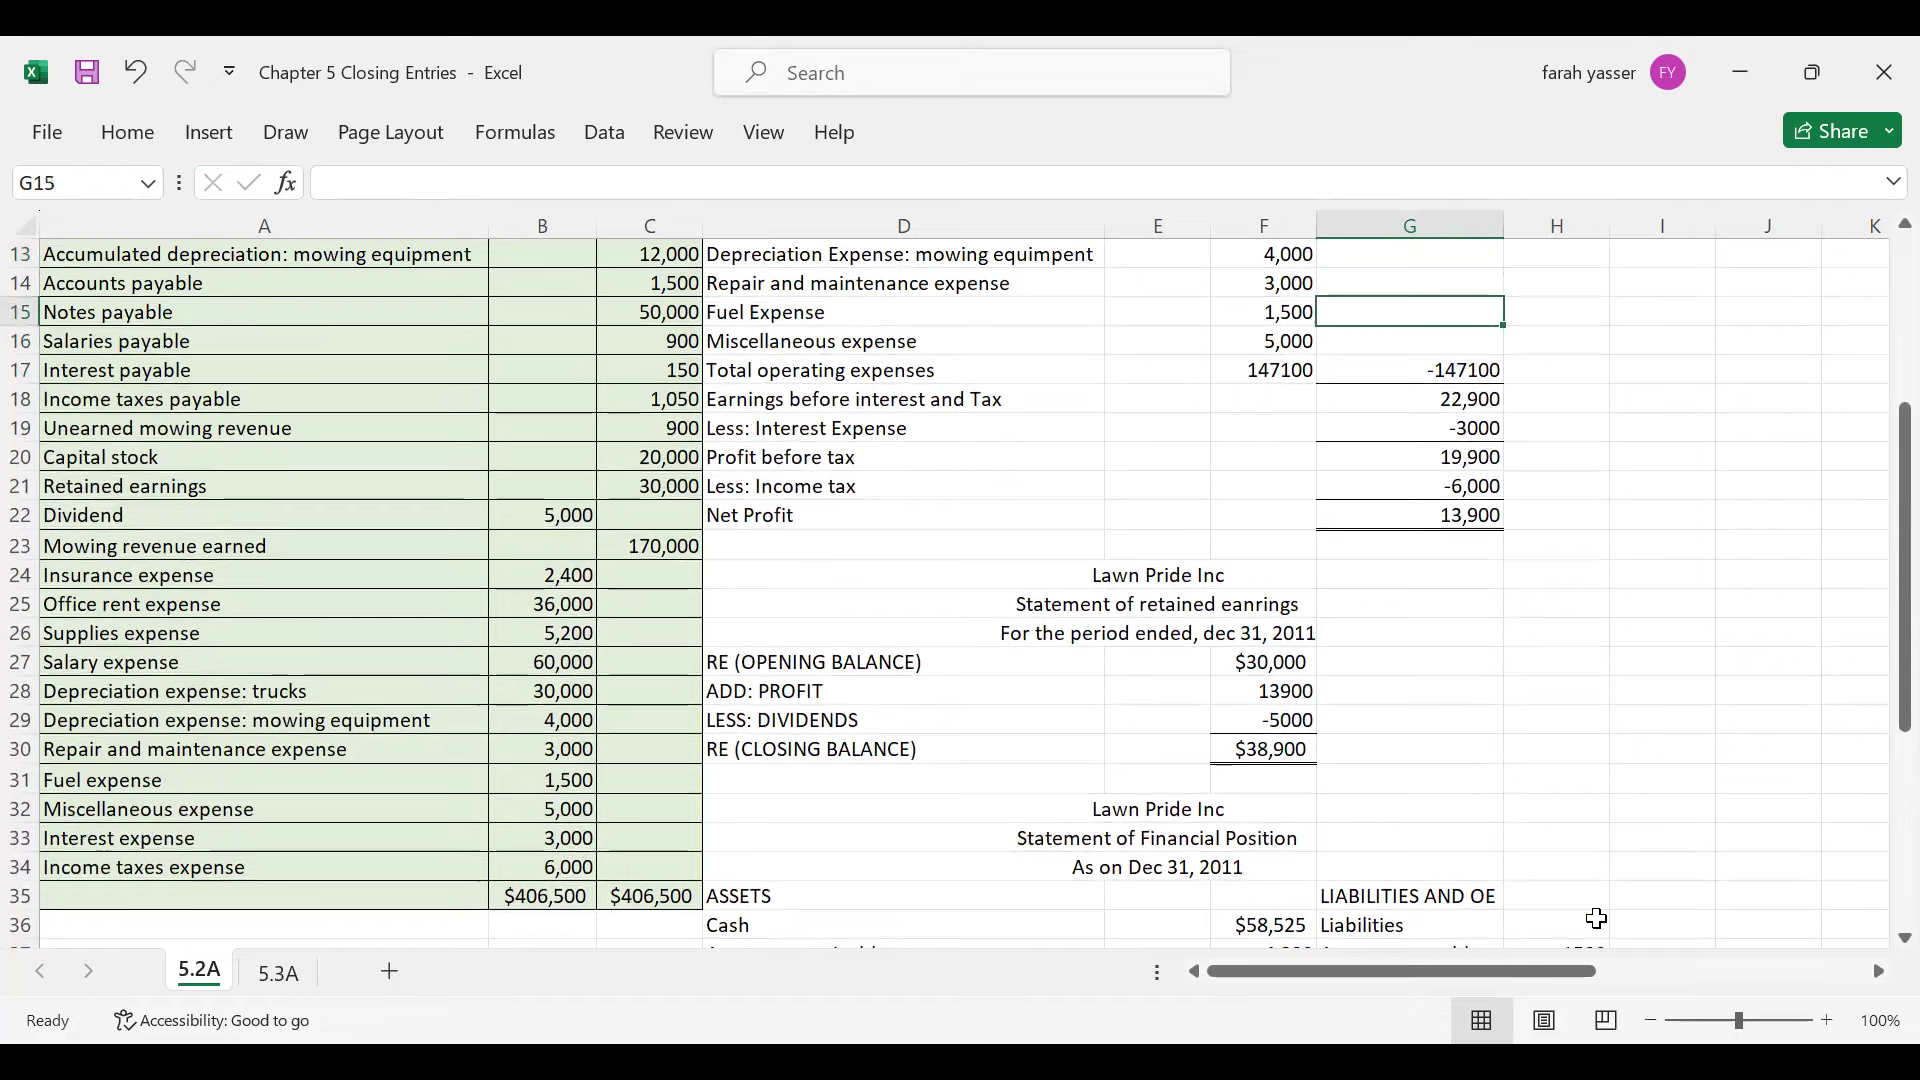 Chapter 5 Closing Entries - Excel
Search
farah yasser
FY
File Home Insert Draw Page Layout Formulas Data Review View Help
Share
G15
fx
A B C D E F G H I J K
13 Accumulated depreciation: mowing equipment 12,000 Depreciation Expense: mowing equimpent 4,000
14 Accounts payable 1,500 Repair and maintenance expense 3,000
15 Notes payable 50,000 Fuel Expense 1,500
16 Salaries payable 900 Miscellaneous expense 5,000
17 Interest payable 150 Total operating expenses 147100 -147100
18 Income taxes payable 1,050 Earnings before interest and Tax 22,900
19 Unearned mowing revenue 900 Less: Interest Expense -3000
20 Capital stock 20,000 Profit before tax 19,900
21 Retained earnings 30,000 Less: Income tax -6,000
22 Dividend 5,000 Net Profit 13,900
23 Mowing revenue earned 170,000
24 Insurance expense 2,400 Lawn Pride Inc
25 Office rent expense 36,000 Statement of retained eanrings
26 Supplies expense 5,200 For the period ended, dec 31, 2011
27 Salary expense 60,000 RE (OPENING BALANCE) $30,000
28 Depreciation expense: trucks 30,000 ADD: PROFIT 13900
29 Depreciation expense: mowing equipment 4,000 LESS: DIVIDENDS -5000
30 Repair and maintenance expense 3,000 RE (CLOSING BALANCE) $38,900
31 Fuel expense 1,500
32 Miscellaneous expense 5,000 Lawn Pride Inc
33 Interest expense 3,000 Statement of Financial Position
34 Income taxes expense 6,000 As on Dec 31, 2011
35 $406,500 $406,500 ASSETS LIABILITIES AND OE
36 Cash $58,525 Liabilities
5.2A 5.3A
Ready Accessibility: Good to go 100%